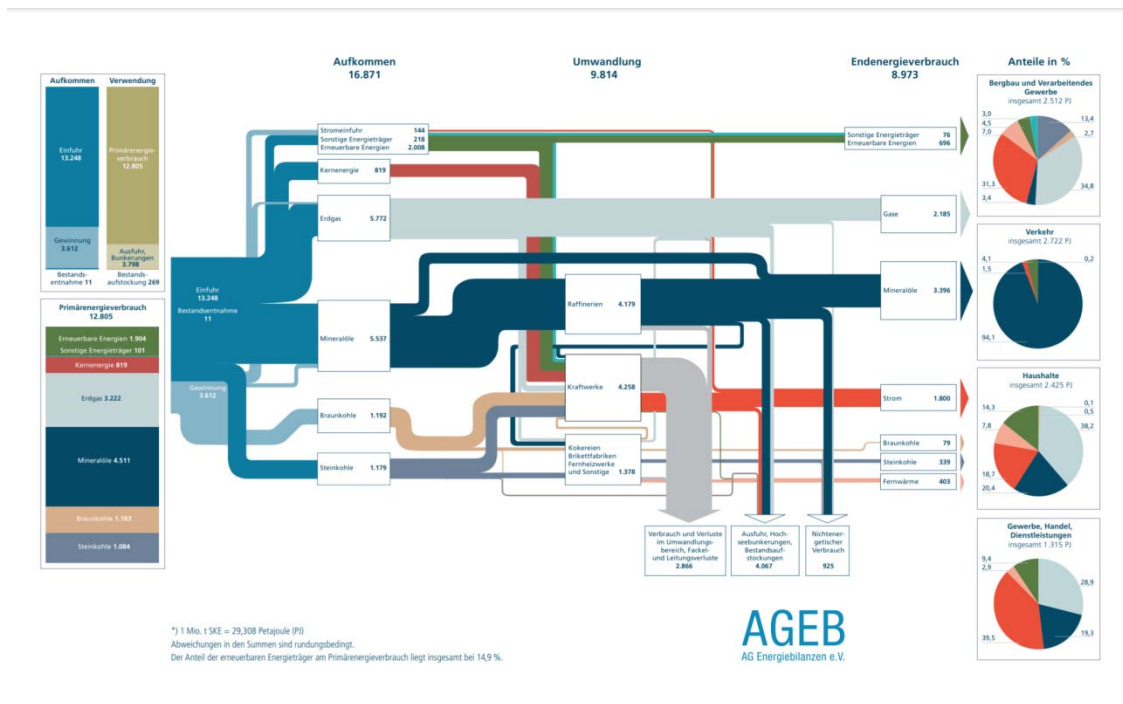 Aufkommen
16.871
Umwandlung
9.814
Endenergieverbrauch
8.973
Anteile in %
Aufkommen
Verwendung
Einfuhr
13.248
Primärenergie-
verbrauch
12.805
Gewinnung
3.612
Ausfuhr,
Bunkerungen
3.798
Bestands-
entnahme 11
Bestands-
aufstockung 269
Primärenergieverbrauch
12.805
Erneuerbare Energien 1.904
Sonstige Energieträger 101
Kernenergie 819
Erdgas 3.222
Mineralöle 4.511
Braunkohle 1.163
Steinkohle 1.084
Einfuhr
13.248
Bestandsentnahme
11
Gewinnung
3.612
Stromeinfuhr 144
Sonstige Energieträger 218
Erneuerbare Energien 2.008
Kernenergie 819
Erdgas 5.772
Mineralöle 5.537
Braunkohle 1.192
Steinkohle 1.179
Raffinerien 4.179
Kraftwerke 4.258
Kokereien
Brikettfabriken
Fernheizwerke
und Sonstige 1.378
Verbrauch und Verluste
im Umwandlungs-
bereich, Fackel-
und Leitungsverluste
2.866
Ausfuhr, Hoch-
seebunkerungen,
Bestandsauf-
stockungen
4.067
Nichtener-
getischer
Verbrauch
925
Sonstige Energieträger 76
Erneuerbare Energien 696
Gase 2.185
Mineralöle 3.396
Strom 1.800
Braunkohle 79
Steinkohle 339
Fernwärme 403
Bergbau und Verarbeitendes
Gewerbe
insgesamt 2.512 PJ
3,0
4,5
7,0
13,4
2,7
31,3
3,4
34,8
Verkehr
insgesamt 2.722 PJ
4,1
1,5
0,2
94,1
Haushalte
insgesamt 2.425 PJ
14,3
7,8
0,1
0,5
38,2
18,7
20,4
Gewerbe, Handel,
Dienstleistungen
insgesamt 1.315 PJ
9,4
2,9
28,9
39,5
19,3
*) 1 Mio. t SKE = 29,308 Petajoule (PJ)
Abweichungen in den Summen sind rundungsbedingt.
Der Anteil der erneuerbaren Energieträger am Primärenergieverbrauch liegt insgesamt bei 14,9 %.
AGEB
AG Energiebilanzen e.V.